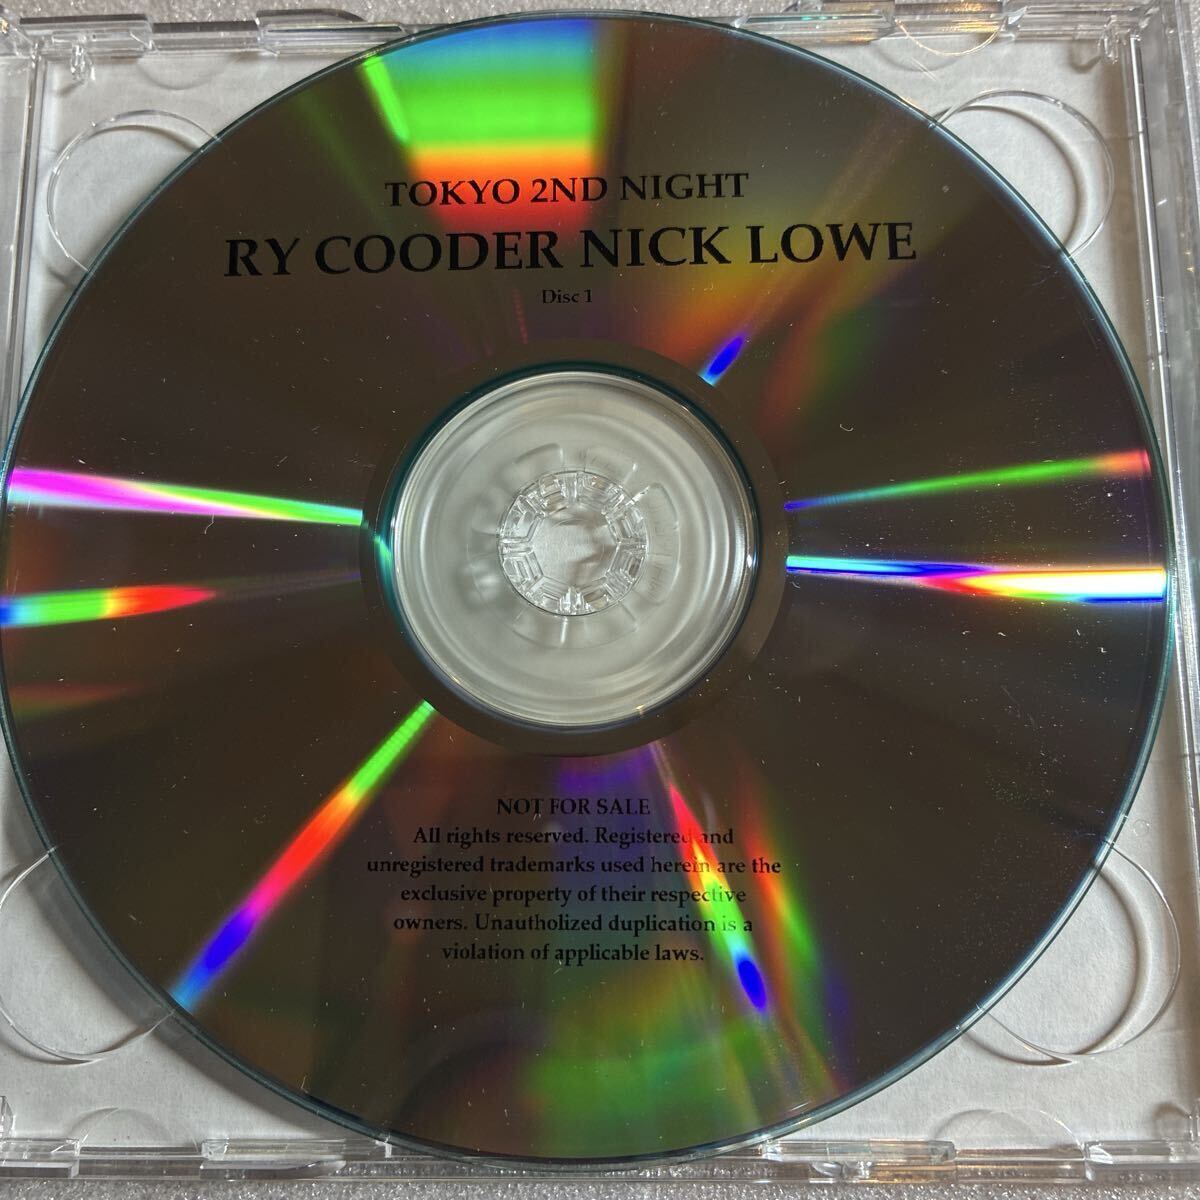 TOKYO 2ND NIGHT
RY COODER NICK LOWE
Disc 1
NOT FOR SALE
All rights reserved. Registered and
unregistered trademarks used herein are the
exclusive property of their respective
owners. Unautholized duplication is a
violation of applicable laws.